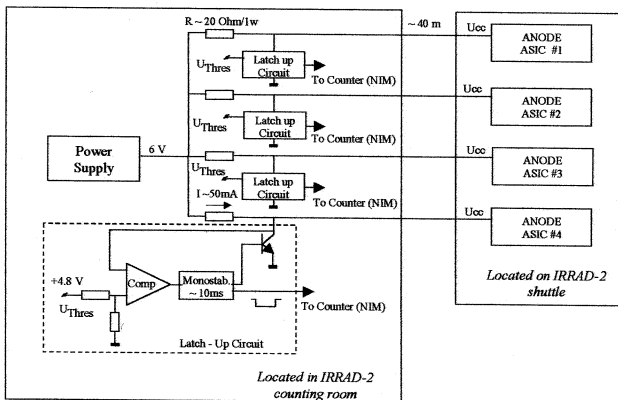 R ~ 20 Ohm/1w
~ 40 m
Ucc
ANODE
ASIC #1
UThres
Latch up
Circuit
To Counter (NIM)
Ucc
ANODE
ASIC #2
UThres
Latch up
Circuit
To Counter (NIM)
Power
Supply
6 V
Ucc
ANODE
ASIC #3
UThres
Latch up
Circuit
To Counter (NIM)
I ~50mA
Ucc
ANODE
ASIC #4
+4.8 V
UThres
Comp
Monostab.
~ 10ms
To Counter (NIM)
Latch - Up Circuit
Located on IRRAD-2
shuttle
Located in IRRAD-2
counting room